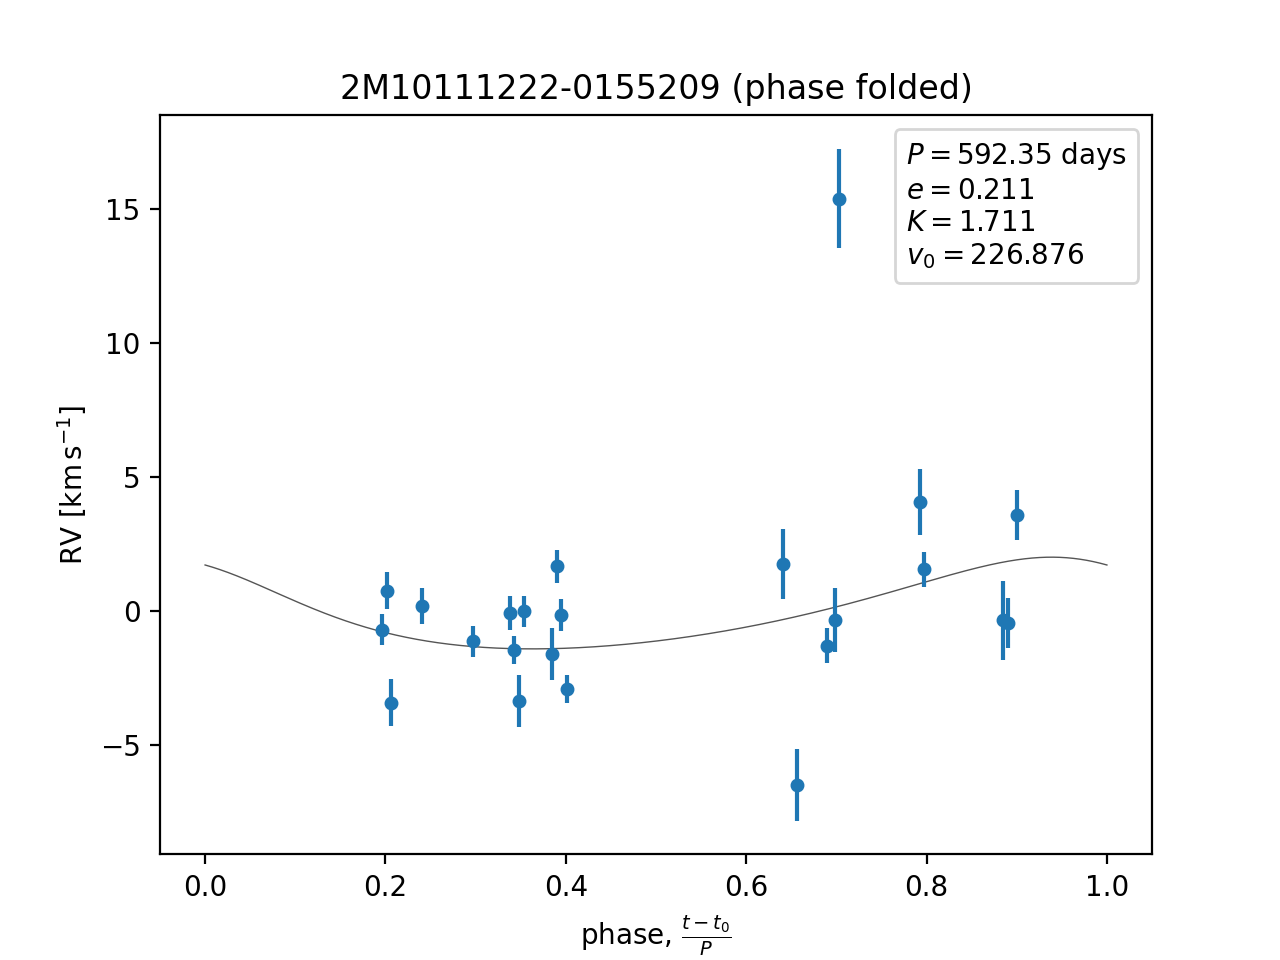 2M10111222-0155209 (phase folded)
P = 592.35 days
e = 0.211
K = 1.711
v₀ = 226.876
15
10
5
0
−5
RV [km s⁻¹]
0.0 0.2 0.4 0.6 0.8 1.0
phase, (t − t₀)/P